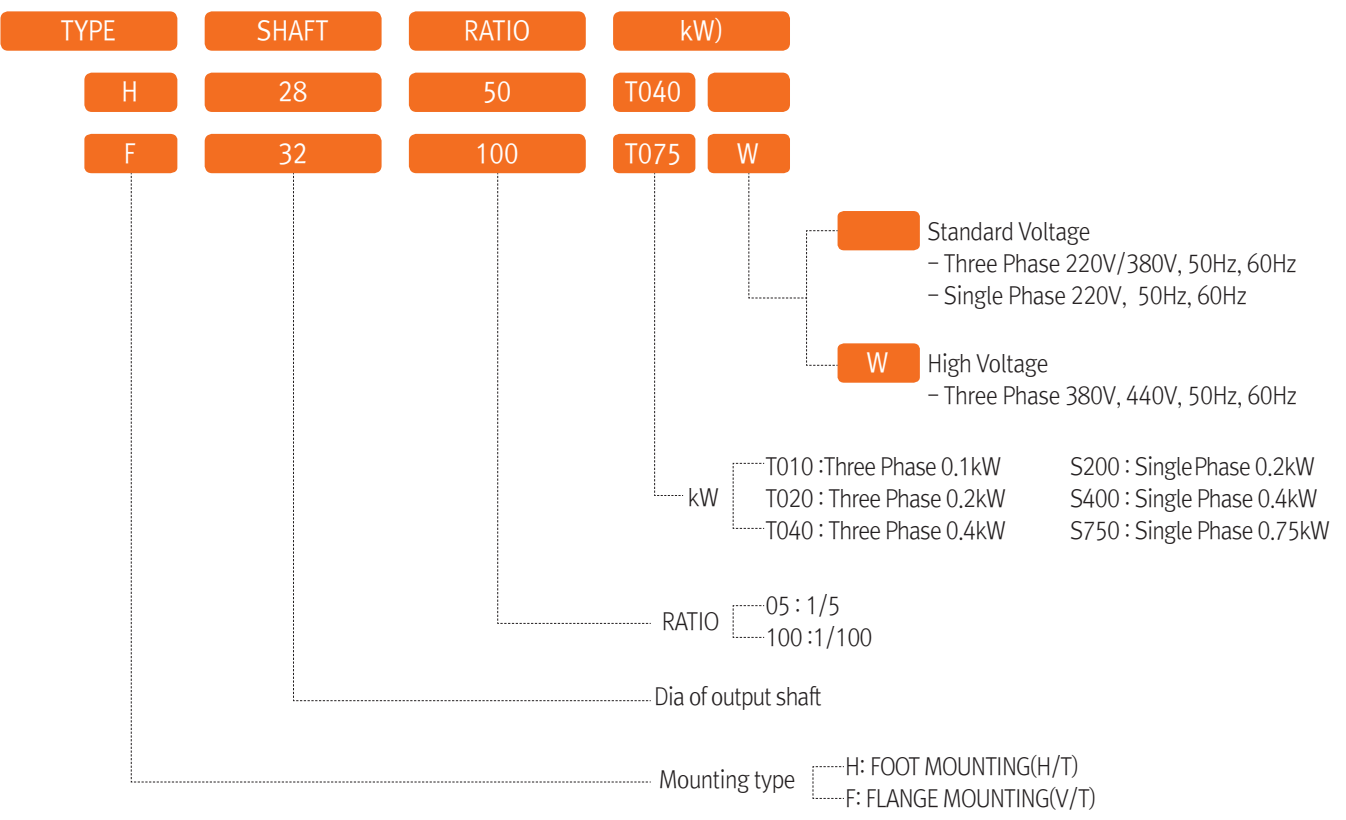 TYPE SHAFT RATIO kW)
H 28 50 T040
F 32 100 T075 W
Standard Voltage
– Three Phase 220V/380V, 50Hz, 60Hz
– Single Phase 220V, 50Hz, 60Hz
W High Voltage
– Three Phase 380V, 440V, 50Hz, 60Hz
T010 :Three Phase 0.1kW S200 : Single Phase 0.2kW
kW T020 : Three Phase 0.2kW S400 : Single Phase 0.4kW
T040 : Three Phase 0.4kW S750 : Single Phase 0.75kW
RATIO 05 : 1/5
100 :1/100
Dia of output shaft
Mounting type H: FOOT MOUNTING(H/T)
F: FLANGE MOUNTING(V/T)